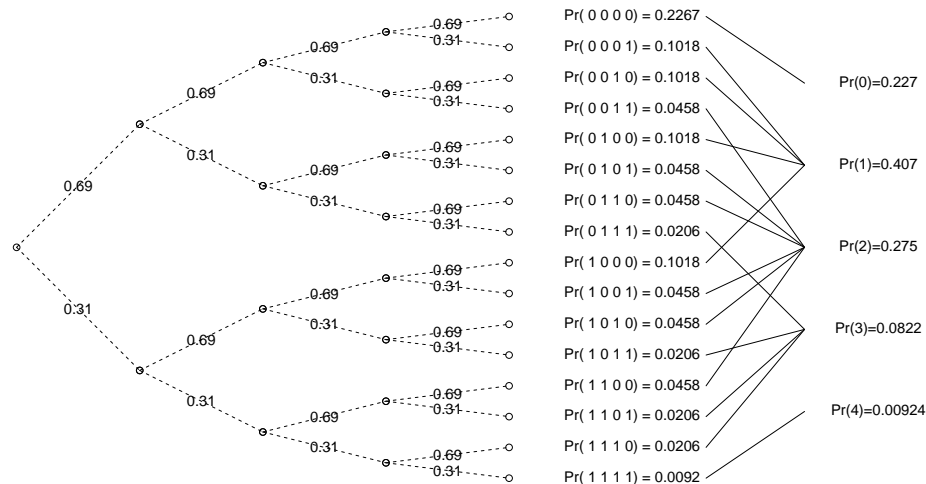 0.69
0.31
0.69
0.31
0.69
0.31
0.69
0.31
0.69
0.31
0.69
0.31
0.69
0.31
0.69
0.31
0.69
0.31
0.69
0.31
0.69
0.31
0.69
0.31
0.69
0.31
0.69
0.31
0.69
0.31
Pr( 0 0 0 0) = 0.2267
Pr( 0 0 0 1) = 0.1018
Pr( 0 0 1 0) = 0.1018
Pr( 0 0 1 1) = 0.0458
Pr( 0 1 0 0) = 0.1018
Pr( 0 1 0 1) = 0.0458
Pr( 0 1 1 0) = 0.0458
Pr( 0 1 1 1) = 0.0206
Pr( 1 0 0 0) = 0.1018
Pr( 1 0 0 1) = 0.0458
Pr( 1 0 1 0) = 0.0458
Pr( 1 0 1 1) = 0.0206
Pr( 1 1 0 0) = 0.0458
Pr( 1 1 0 1) = 0.0206
Pr( 1 1 1 0) = 0.0206
Pr( 1 1 1 1) = 0.0092
Pr(0)=0.227
Pr(1)=0.407
Pr(2)=0.275
Pr(3)=0.0822
Pr(4)=0.00924